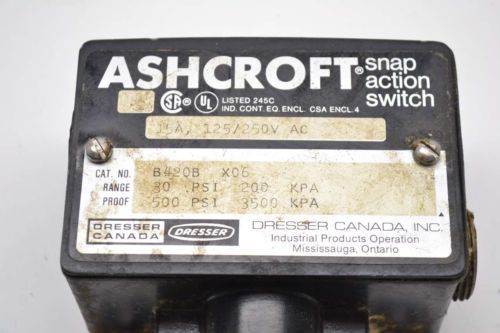 ASHCROFT® snap action switch
SA® UL® LISTED 245C
IND. CONT. EQ. ENCL. CSA ENCL. 4
15A, 125/250V AC
CAT. NO. B420B X06
RANGE 30 PSI 200 KPA
PROOF 500 PSI 3500 KPA
DRESSER CANADA
DRESSER
DRESSER CANADA, INC.
Industrial Products Operation
Mississauga, Ontario